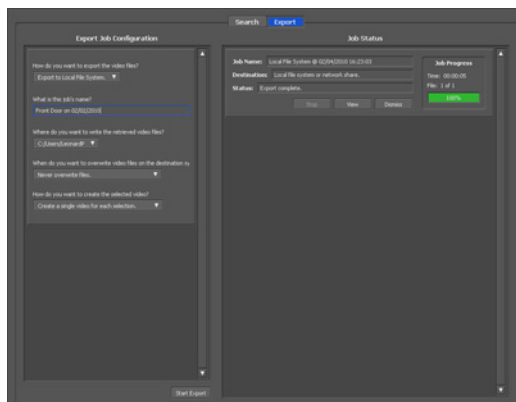 Search Export
Export Job Configuration
How do you want to export the video files?
Export to Local File System.
What is this job's name?
Front Door on 02/02/2010
Where do you want to write the retrieved video files?
C:/Users/LeonardP
When do you want to overwrite video files on the destination sy
Never overwrite files.
How do you want to create the selected video?
Create a single video for each selection.
Start Export
Job Status
Job Name: Local File System @ 02/04/2010 16:23:03
Destination: Local file system or network share.
Status: Export complete.
Stop View Dismiss
Job Progress
Time: 00:00:05
File: 1 of 1
100%